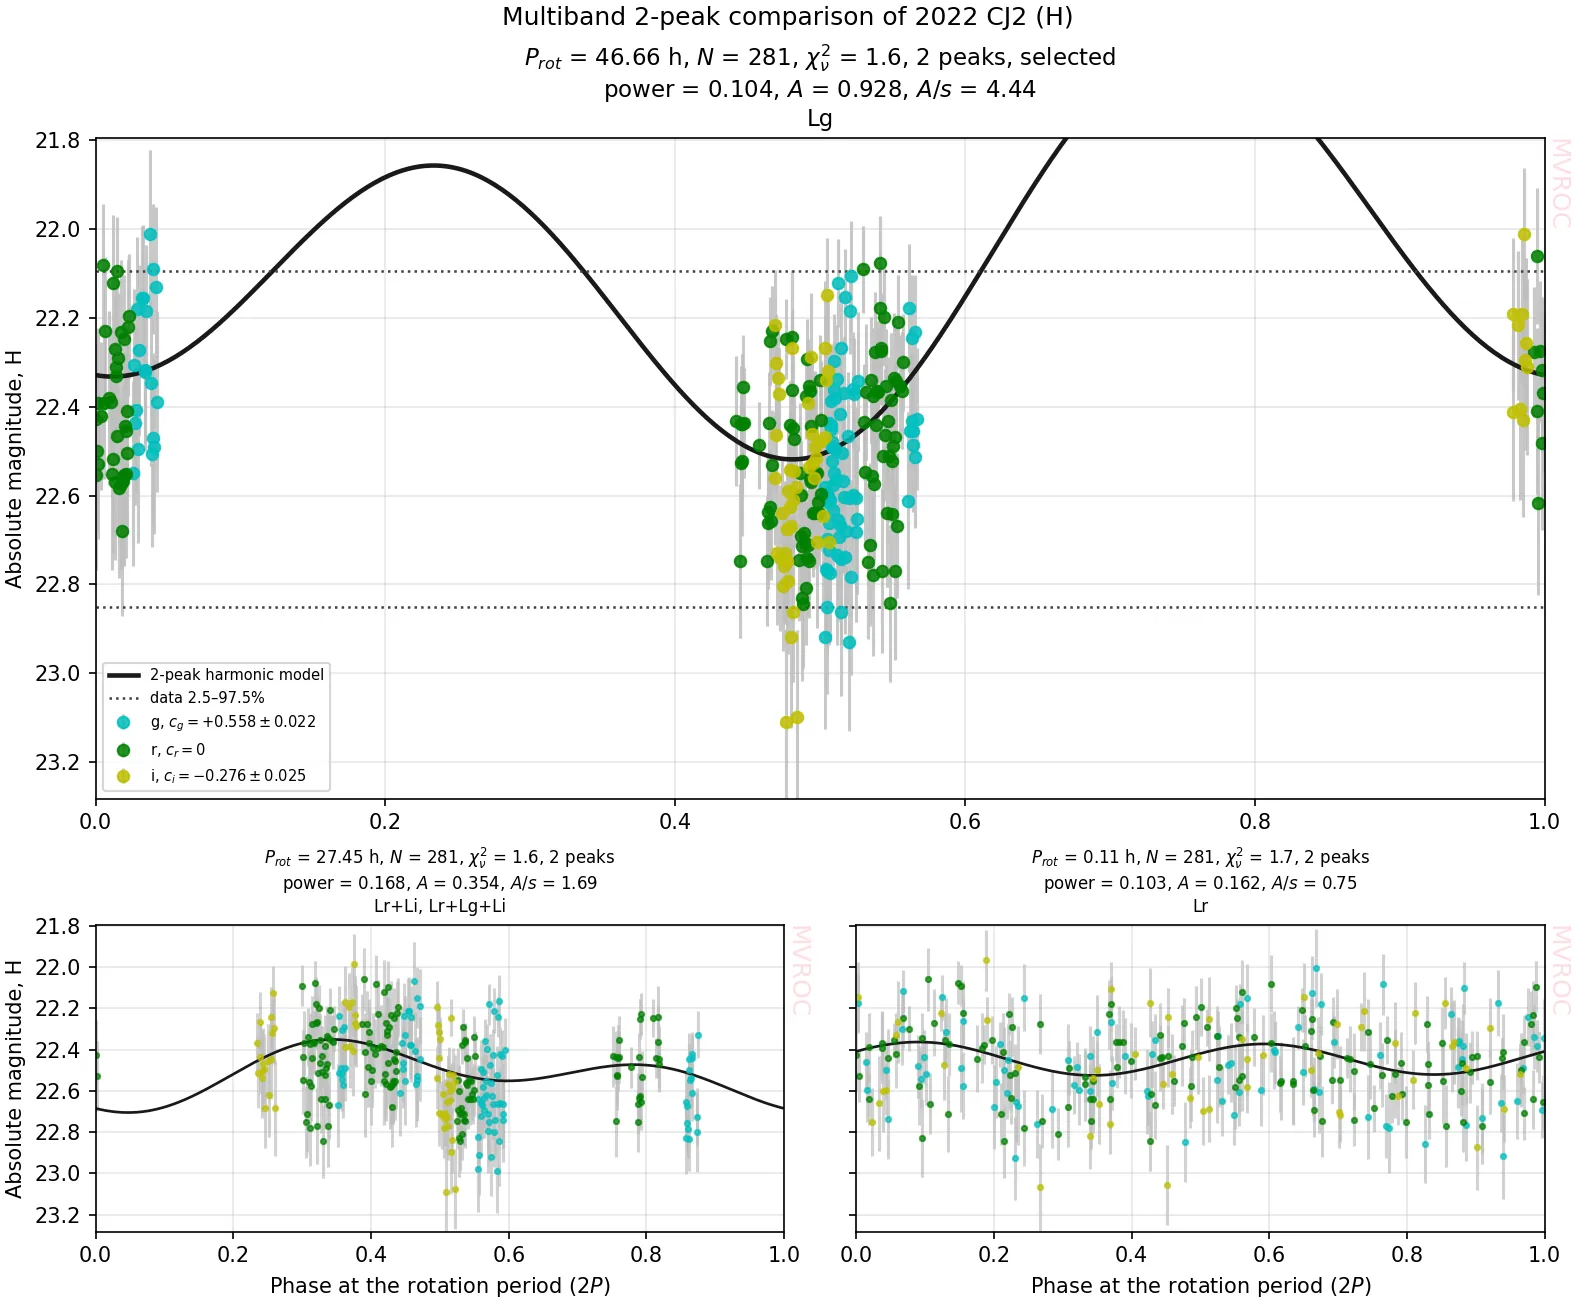 Multiband 2-peak comparison of 2022 CJ2 (H)
P_rot = 46.66 h, N = 281, χ²_ν = 1.6, 2 peaks, selected
power = 0.104, A = 0.928, A/s = 4.44
Lg
21.8
22.0
22.2
22.4
22.6
22.8
23.0
23.2
Absolute magnitude, H
MVROC
2-peak harmonic model
data 2.5–97.5%
g, c_g = +0.558 ± 0.022
r, c_r = 0
i, c_i = −0.276 ± 0.025
0.0 0.2 0.4 0.6 0.8 1.0
P_rot = 27.45 h, N = 281, χ²_ν = 1.6, 2 peaks
power = 0.168, A = 0.354, A/s = 1.69
Lr+Li, Lr+Lg+Li
21.8
22.0
22.2
22.4
22.6
22.8
23.0
23.2
Absolute magnitude, H
MVROC
0.0 0.2 0.4 0.6 0.8 1.0
Phase at the rotation period (2P)
P_rot = 0.11 h, N = 281, χ²_ν = 1.7, 2 peaks
power = 0.103, A = 0.162, A/s = 0.75
Lr
MVROC
0.0 0.2 0.4 0.6 0.8 1.0
Phase at the rotation period (2P)